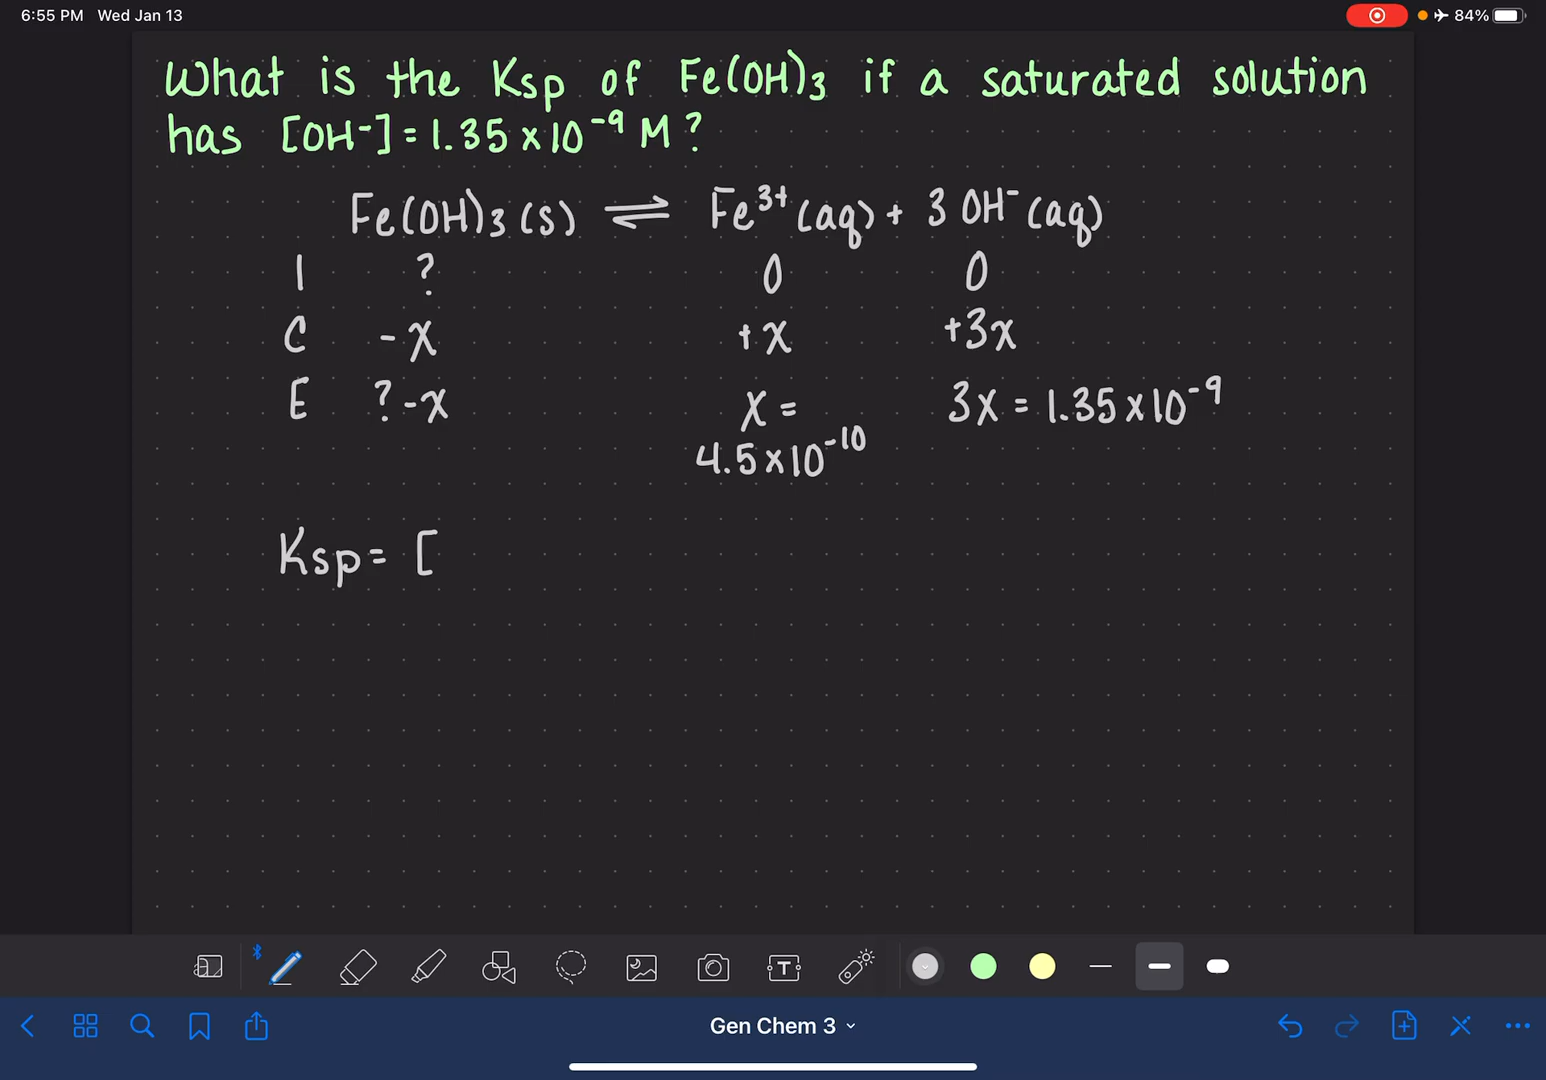 6:55 PM Wed Jan 13 84%
What is the Ksp of Fe(OH)₃ if a saturated solution
has [OH⁻] = 1.35 x 10⁻⁹ M ?
Fe(OH)₃ (s) ⇌ Fe³⁺ (aq) + 3 OH⁻ (aq)
I ? 0 0
C - x + x +3x
E ? - x x = 3x = 1.35 x 10⁻⁹
4.5 x 10⁻¹⁰
Ksp = [
Gen Chem 3